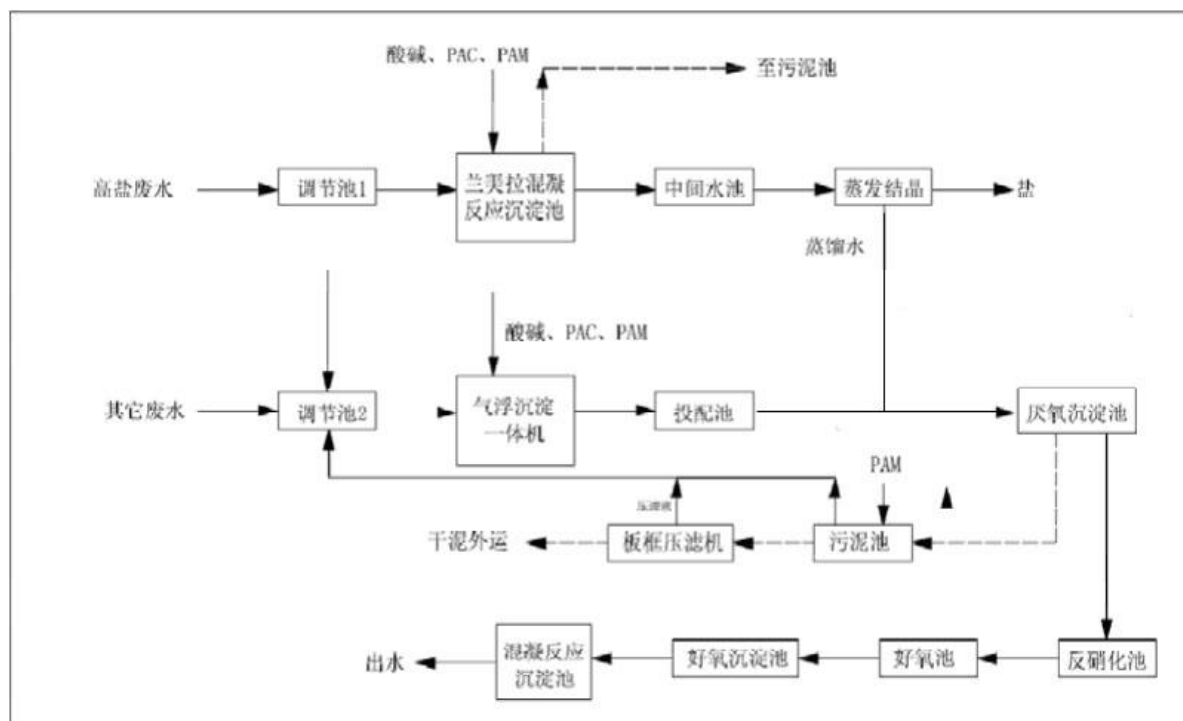 酸碱、PAC、PAM
至污泥池
高盐废水
调节池1
兰美拉混凝
反应沉淀池
中间水池
蒸发结晶
盐
蒸馏水
酸碱、PAC、PAM
其它废水
调节池2
气浮沉淀
一体机
投配池
厌氧沉淀池
PAM
压滤液
干泥外运
板框压滤机
污泥池
出水
混凝反应
沉淀池
好氧沉淀池
好氧池
反硝化池